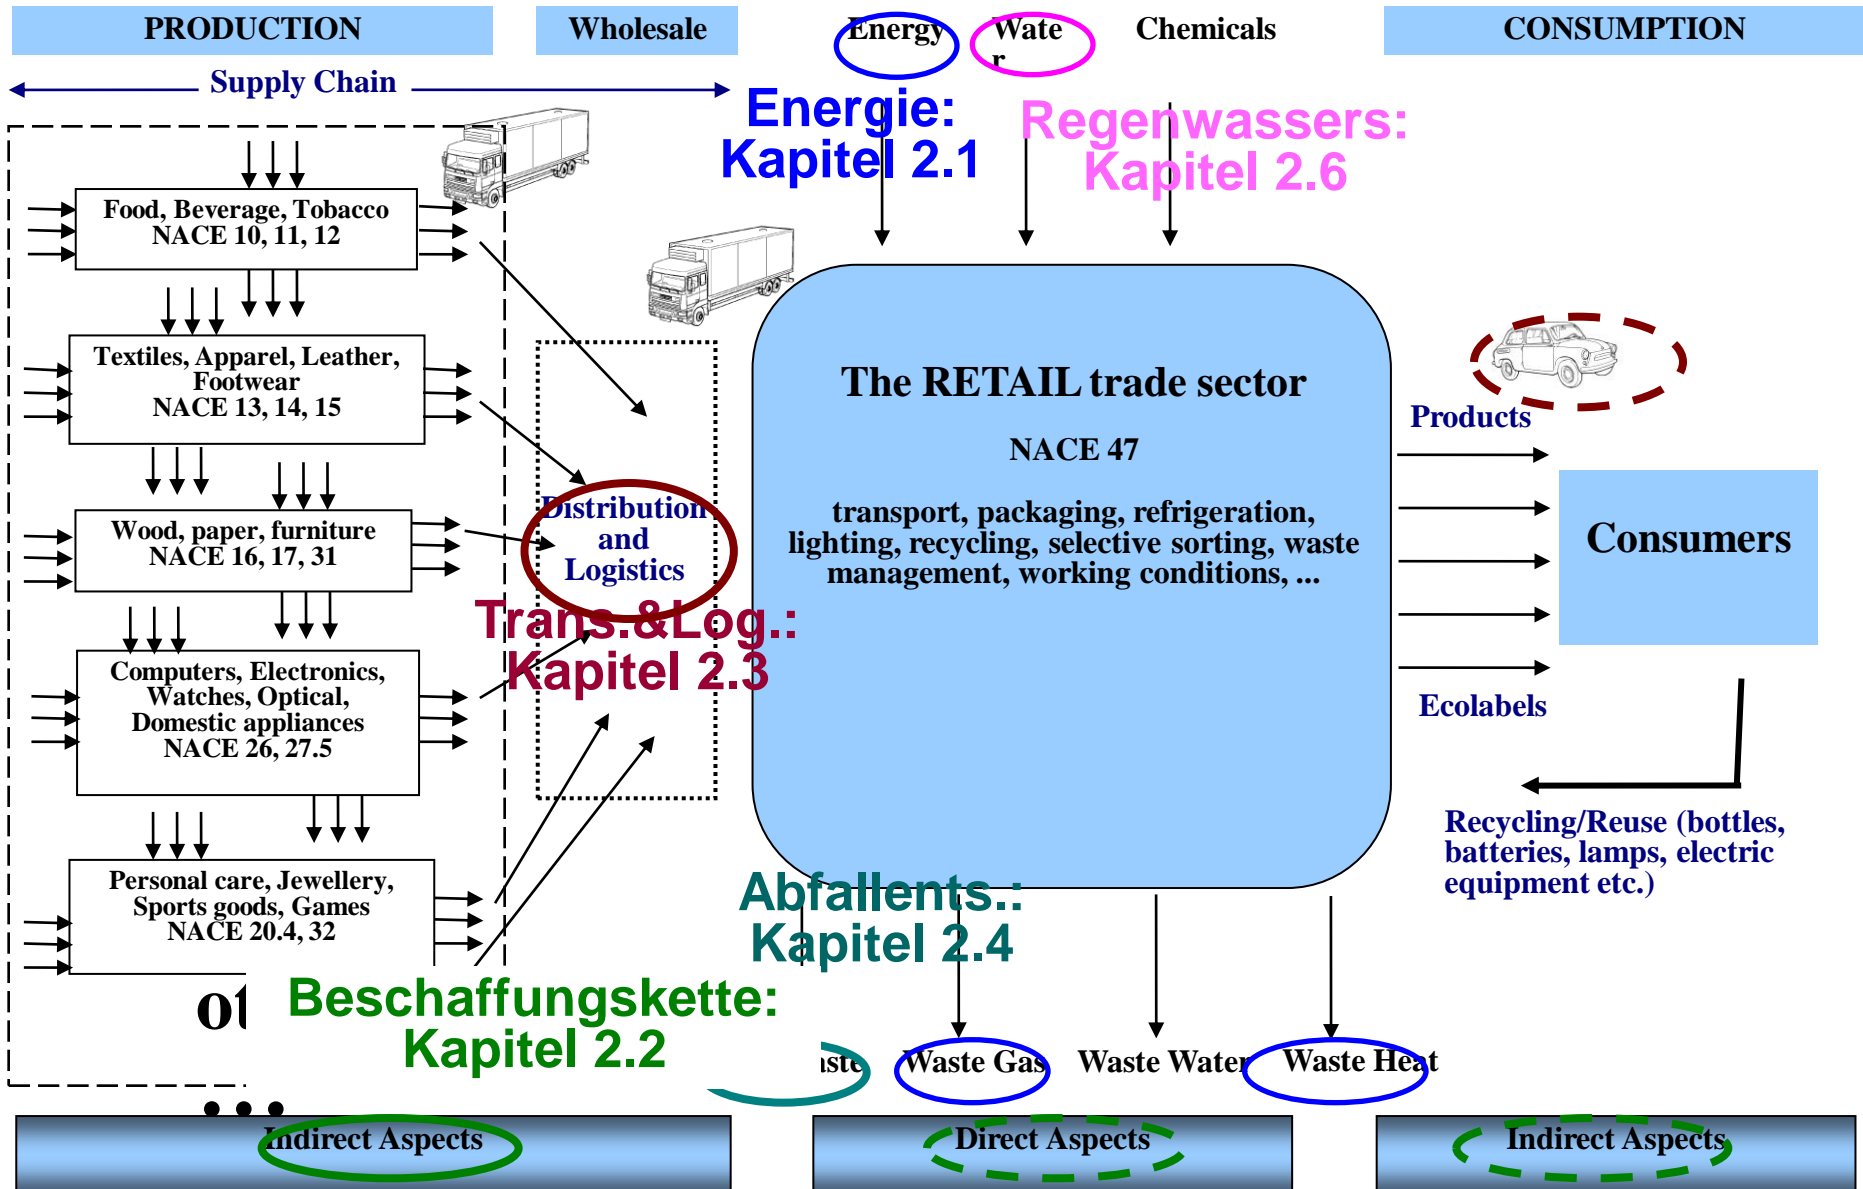 PRODUCTION
Wholesale
Energy
Wate
r
Chemicals
CONSUMPTION
Supply Chain
Energie:
Kapitel 2.1
Regenwassers:
Kapitel 2.6
Food, Beverage, Tobacco
NACE 10, 11, 12
Textiles, Apparel, Leather,
Footwear
NACE 13, 14, 15
Wood, paper, furniture
NACE 16, 17, 31
Computers, Electronics,
Watches, Optical,
Domestic appliances
NACE 26, 27.5
Personal care, Jewellery,
Sports goods, Games
NACE 20.4, 32
Distribution
and
Logistics
Trans.&Log.:
Kapitel 2.3
The RETAIL trade sector
NACE 47
transport, packaging, refrigeration,
lighting, recycling, selective sorting, waste
management, working conditions, ...
Products
Consumers
Ecolabels
Recycling/Reuse (bottles,
batteries, lamps, electric
equipment etc.)
Abfallents.:
Kapitel 2.4
Beschaffungskette:
Kapitel 2.2
Waste Gas
Waste Water
Waste Heat
...
Indirect Aspects
Direct Aspects
Indirect Aspects